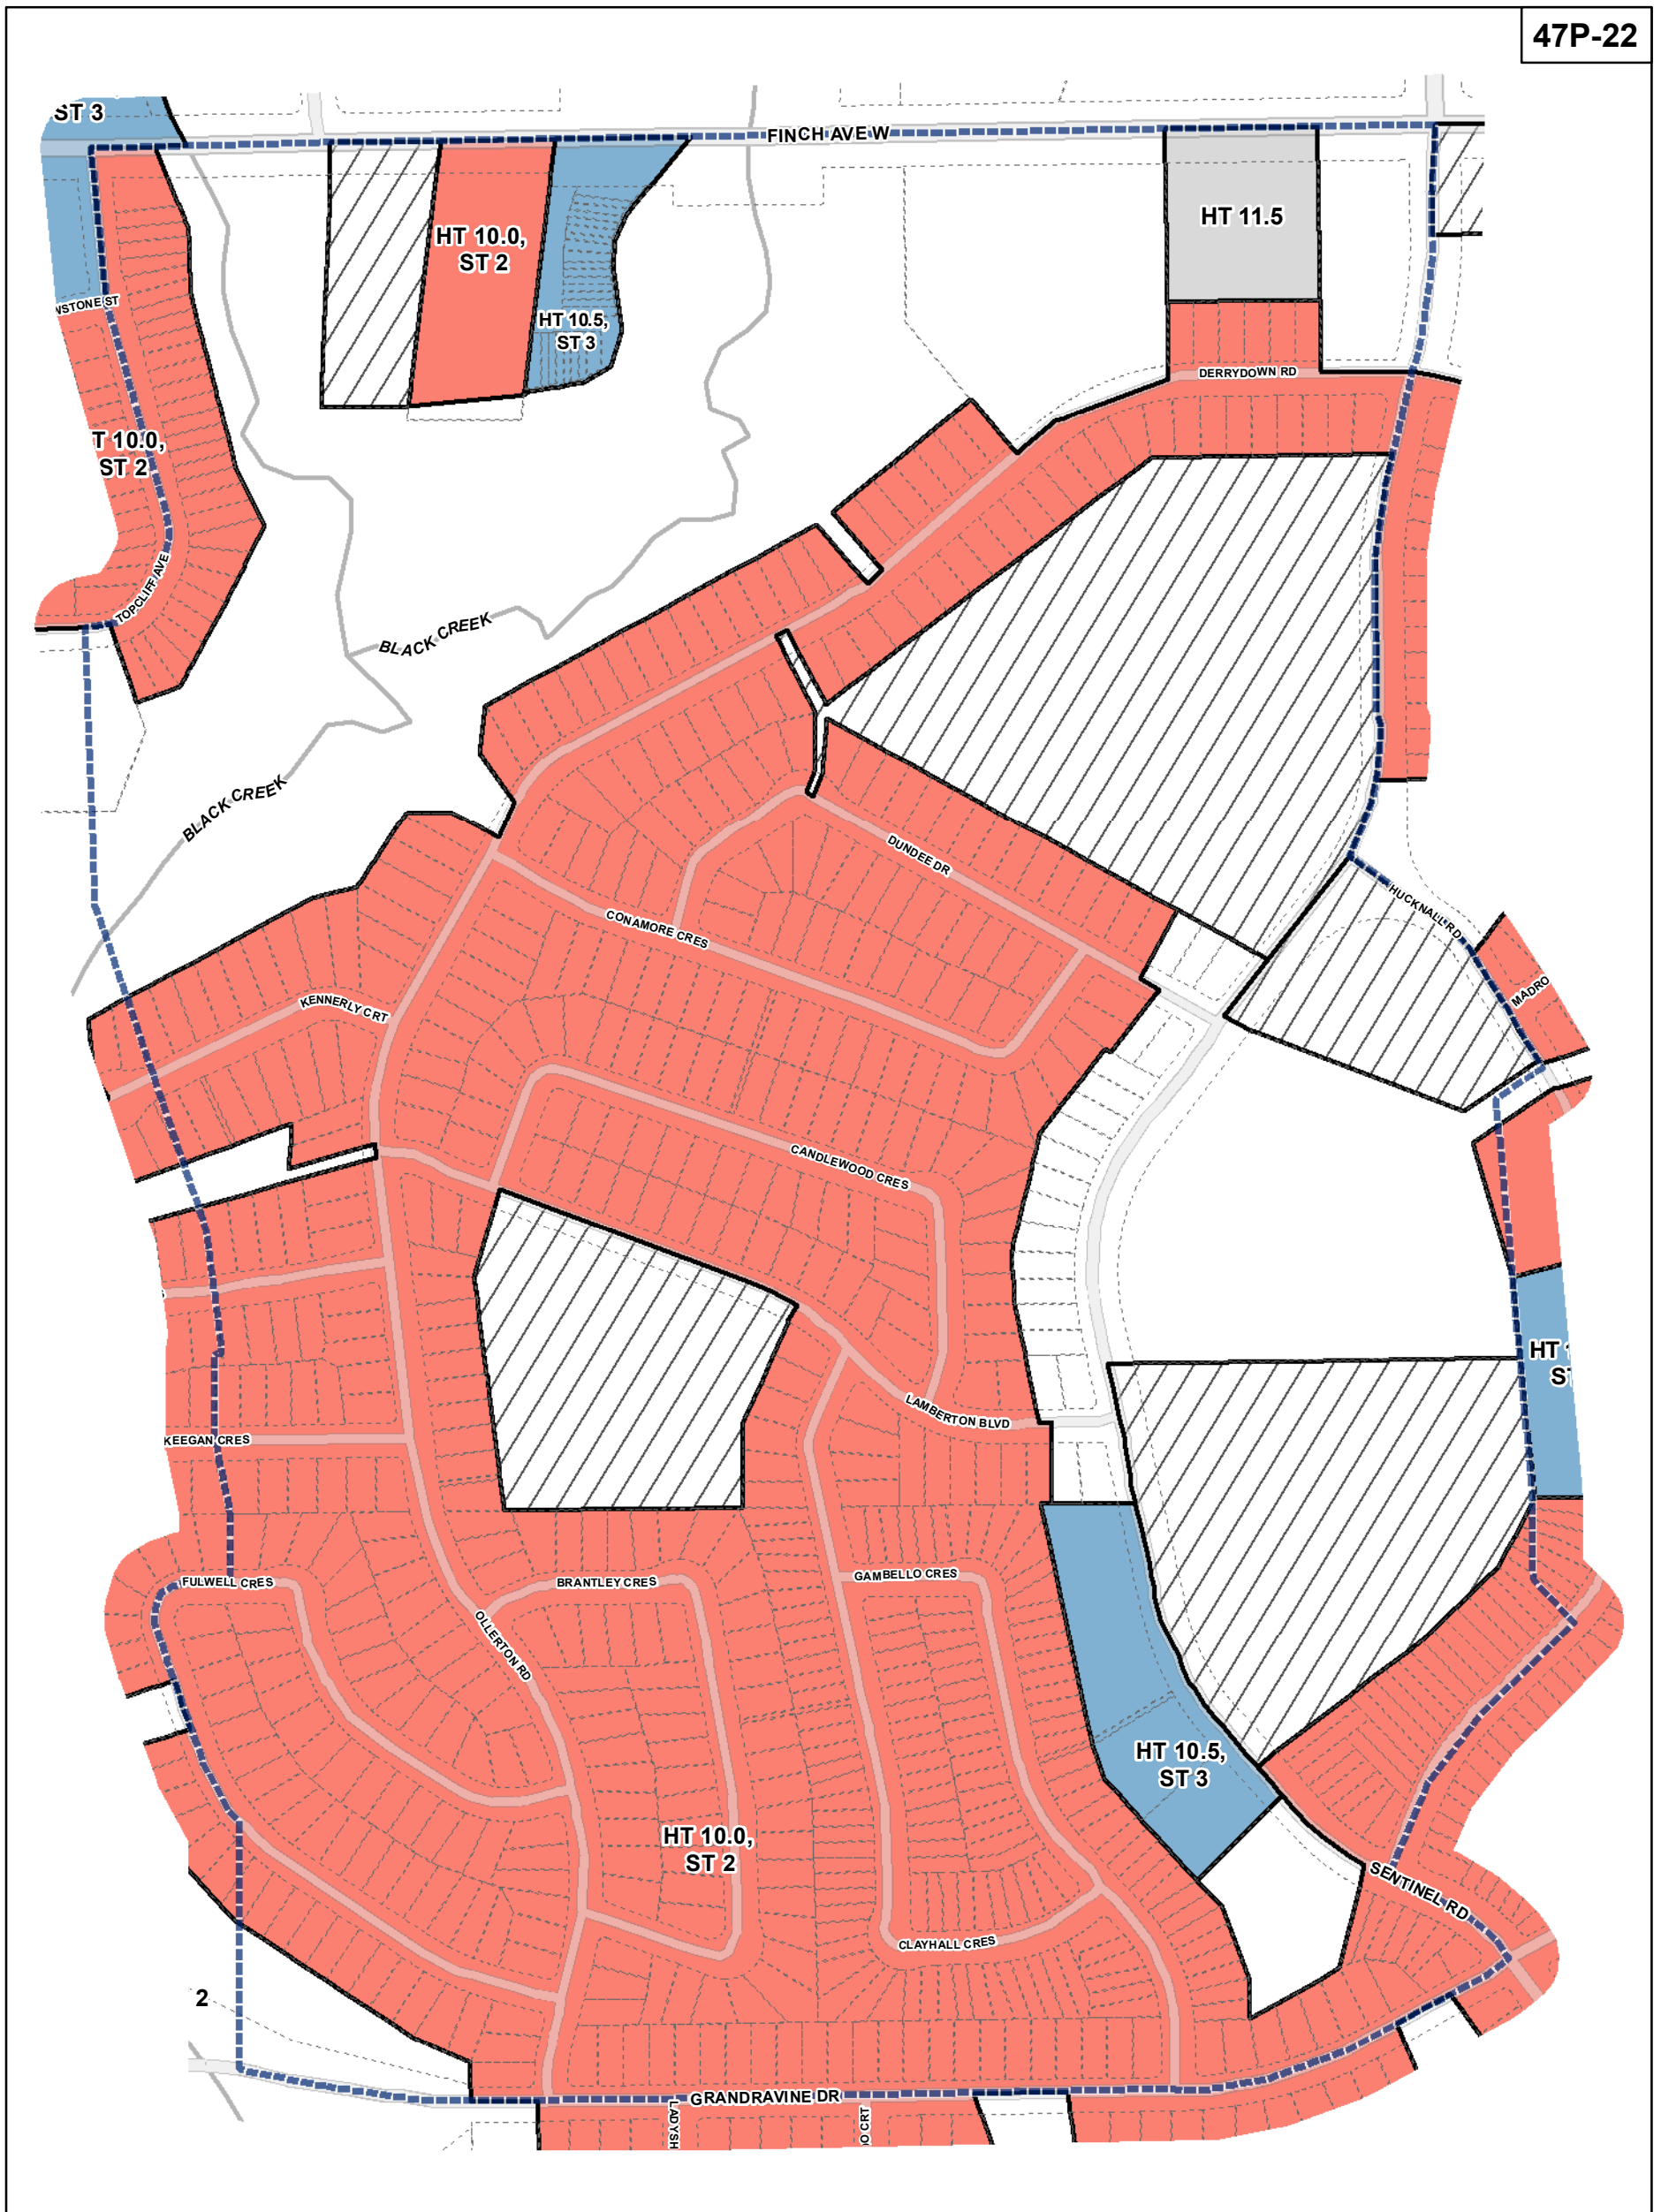 47P-22
ST 3
FINCH AVE W
HT 11.5
HT 10.0,
ST 2
HT 10.5,
ST 3
DERRYDOWN RD
T 10.0,
ST 2
TOPCLIFF AVE
BLACK CREEK
BLACK CREEK
DUNDEE DR
HUCKNALL RD
CONAMORE CRES
MADRO
KENNERLY CRT
CANDLEWOOD CRES
HT
LAMBERTON BLVD
KEEGAN CRES
GAMBELLO CRES
FULWELL CRES
BRANTLEY CRES
OLLERTON RD
HT 10.5,
ST 3
HT 10.0,
ST 2
SENTINEL RD
CLAYHALL CRES
2
GRANDRAVINE DR
LADYSH
CRT